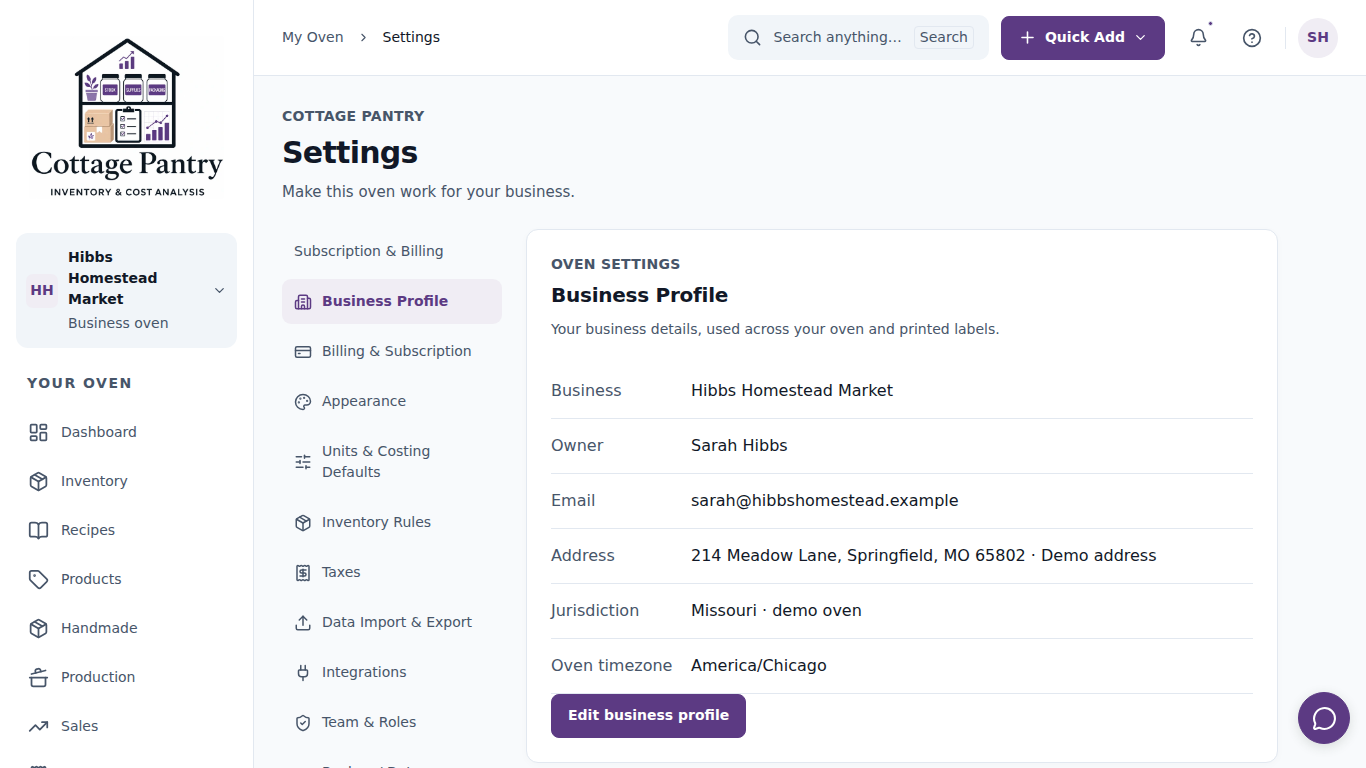 STOCK
SUPPLIES
PACKAGING
Cottage Pantry
INVENTORY & COST ANALYSIS
HH
Hibbs
Homestead
Market
Business oven
YOUR OVEN
Dashboard
Inventory
Recipes
Products
Handmade
Production
Sales
My Oven
Settings
Search anything...
Search
Quick Add
SH
COTTAGE PANTRY
Settings
Make this oven work for your business.
Subscription & Billing
Business Profile
Billing & Subscription
Appearance
Units & Costing
Defaults
Inventory Rules
Taxes
Data Import & Export
Integrations
Team & Roles
OVEN SETTINGS
Business Profile
Your business details, used across your oven and printed labels.
Business Hibbs Homestead Market
Owner Sarah Hibbs
Email sarah@hibbshomestead.example
Address 214 Meadow Lane, Springfield, MO 65802 · Demo address
Jurisdiction Missouri · demo oven
Oven timezone America/Chicago
Edit business profile